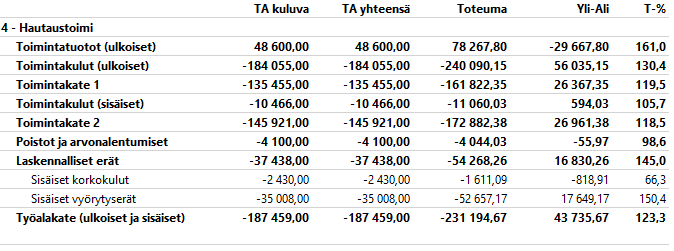 TA kuluva TA yhteensä Toteuma Yli-Ali T-%
4 - Hautaustoimi
Toimintatuotot (ulkoiset) 48 600,00 48 600,00 78 267,80 -29 667,80 161,0
Toimintakulut (ulkoiset) -184 055,00 -184 055,00 -240 090,15 56 035,15 130,4
Toimintakate 1 -135 455,00 -135 455,00 -161 822,35 26 367,35 119,5
Toimintakulut (sisäiset) -10 466,00 -10 466,00 -11 060,03 594,03 105,7
Toimintakate 2 -145 921,00 -145 921,00 -172 882,38 26 961,38 118,5
Poistot ja arvonalentumiset -4 100,00 -4 100,00 -4 044,03 -55,97 98,6
Laskennalliset erät -37 438,00 -37 438,00 -54 268,26 16 830,26 145,0
Sisäiset korkokulut -2 430,00 -2 430,00 -1 611,09 -818,91 66,3
Sisäiset vyörytyserät -35 008,00 -35 008,00 -52 657,17 17 649,17 150,4
Työalakate (ulkoiset ja sisäiset) -187 459,00 -187 459,00 -231 194,67 43 735,67 123,3